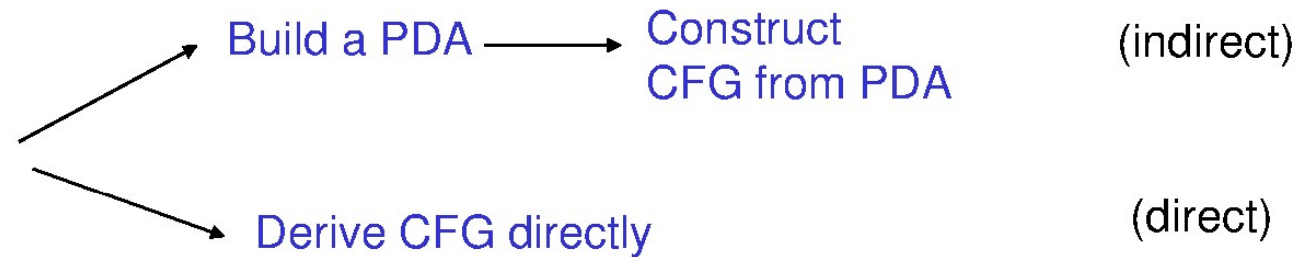 Build a PDA
Construct
CFG from PDA
(indirect)
Derive CFG directly
(direct)